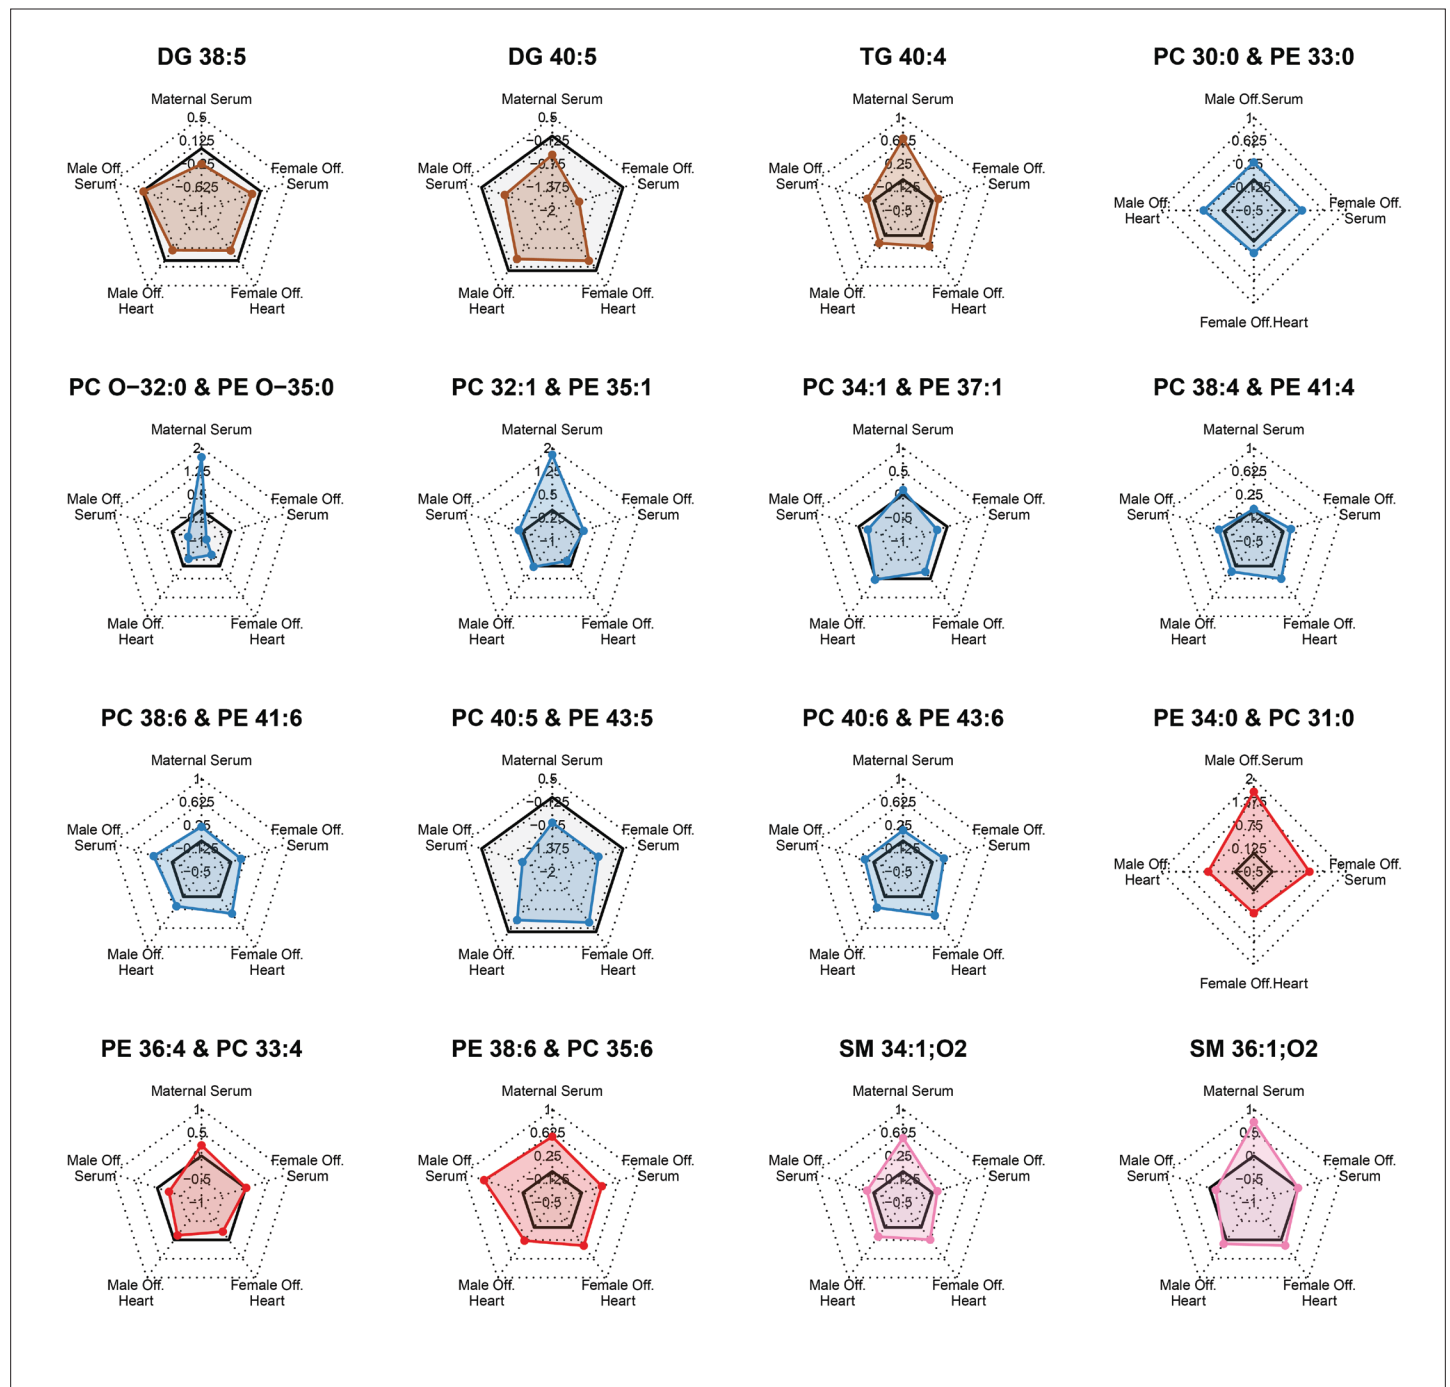 DG 38:5
DG 40:5
TG 40:4
PC 30:0 & PE 33:0
Maternal Serum
0.5
0.125
−0.625
−1
Male Off.
Serum
Female Off.
Serum
Male Off.
Heart
Female Off.
Heart
Maternal Serum
0.5
−0.125
−1.375
−2
Male Off.
Serum
Female Off.
Serum
Male Off.
Heart
Female Off.
Heart
Maternal Serum
1
0.625
0.25
−0.125
−0.5
Male Off.
Serum
Female Off.
Serum
Male Off.
Heart
Female Off.
Heart
Male Off.Serum
1
0.625
0.25
−0.125
−0.5
Male Off.
Heart
Female Off.
Serum
Female Off.Heart
PC O−32:0 & PE O−35:0
PC 32:1 & PE 35:1
PC 34:1 & PE 37:1
PC 38:4 & PE 41:4
Maternal Serum
2
1.25
0.5
−0.25
−1
Male Off.
Serum
Female Off.
Serum
Male Off.
Heart
Female Off.
Heart
Maternal Serum
2
1.25
0.5
−0.25
−1
Male Off.
Serum
Female Off.
Serum
Male Off.
Heart
Female Off.
Heart
Maternal Serum
1
0.5
0
−0.5
−1
Male Off.
Serum
Female Off.
Serum
Male Off.
Heart
Female Off.
Heart
Maternal Serum
1
0.625
0.25
−0.125
−0.5
Male Off.
Serum
Female Off.
Serum
Male Off.
Heart
Female Off.
Heart
PC 38:6 & PE 41:6
PC 40:5 & PE 43:5
PC 40:6 & PE 43:6
PE 34:0 & PC 31:0
Maternal Serum
1
0.625
0.25
−0.125
−0.5
Male Off.
Serum
Female Off.
Serum
Male Off.
Heart
Female Off.
Heart
Maternal Serum
0.5
−0.125
−0.75
−1.375
−2
Male Off.
Serum
Female Off.
Serum
Male Off.
Heart
Female Off.
Heart
Maternal Serum
1
0.625
0.25
−0.125
−0.5
Male Off.
Serum
Female Off.
Serum
Male Off.
Heart
Female Off.
Heart
Male Off.Serum
2
1.375
0.75
0.125
−0.5
Male Off.
Heart
Female Off.
Serum
Female Off.Heart
PE 36:4 & PC 33:4
PE 38:6 & PC 35:6
SM 34:1;O2
SM 36:1;O2
Maternal Serum
1
0.5
0
−0.5
−1
Male Off.
Serum
Female Off.
Serum
Male Off.
Heart
Female Off.
Heart
Maternal Serum
1
0.625
0.25
−0.125
−0.5
Male Off.
Serum
Female Off.
Serum
Male Off.
Heart
Female Off.
Heart
Maternal Serum
1
0.625
0.25
−0.125
−0.5
Male Off.
Serum
Female Off.
Serum
Male Off.
Heart
Female Off.
Heart
Maternal Serum
1
0.5
0
−0.5
−1
Male Off.
Serum
Female Off.
Serum
Male Off.
Heart
Female Off.
Heart